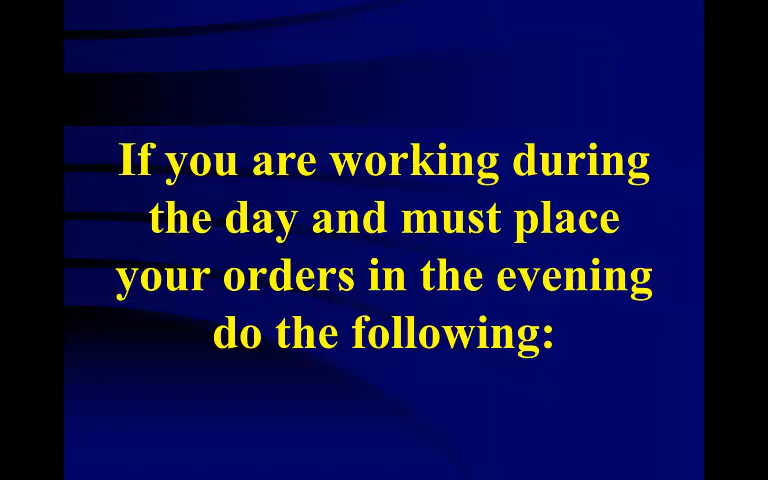 If you are working during
the day and must place
your orders in the evening
do the following: